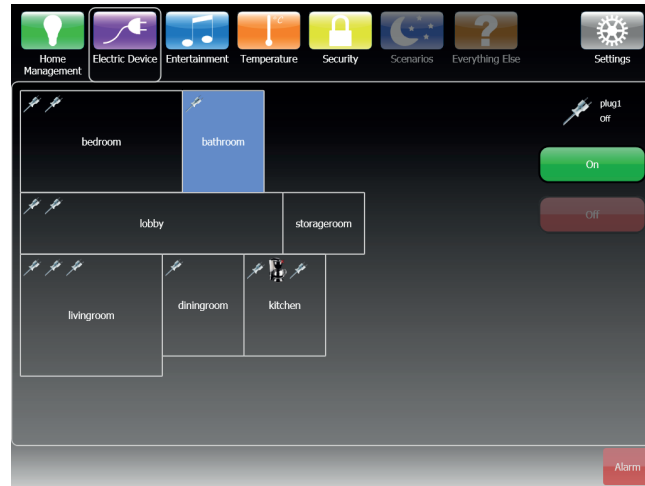 °C
Home
Management
Electric Device
Entertainment
Temperature
Security
Scenarios
Everything Else
Settings
plug1
Off
bedroom
bathroom
On
Off
lobby
storageroom
livingroom
diningroom
kitchen
Alarm